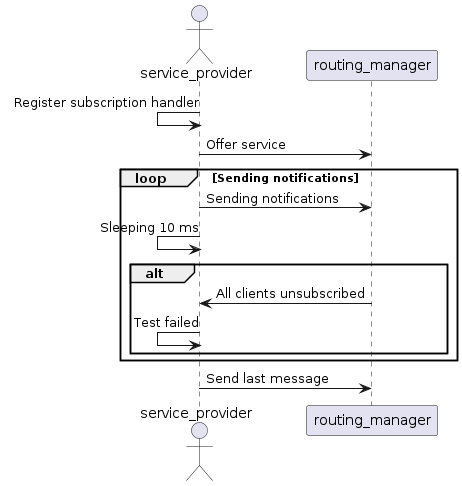 service_provider
routing_manager
Register subscription handler
Offer service
loop [Sending notifications]
Sending notifications
Sleeping 10 ms
alt
All clients unsubscribed
Test failed
Send last message
service_provider
routing_manager